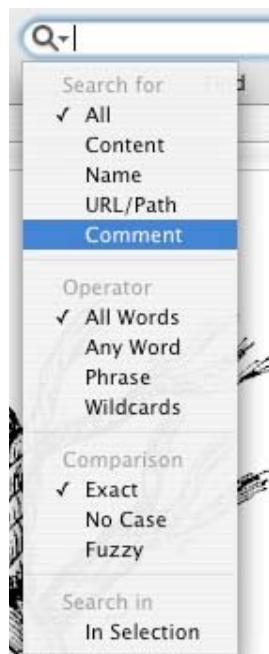 Search for
✓ All
Content
Name
URL/Path
Comment
Operator
✓ All Words
Any Word
Phrase
Wildcards
Comparison
✓ Exact
No Case
Fuzzy
Search in
In Selection